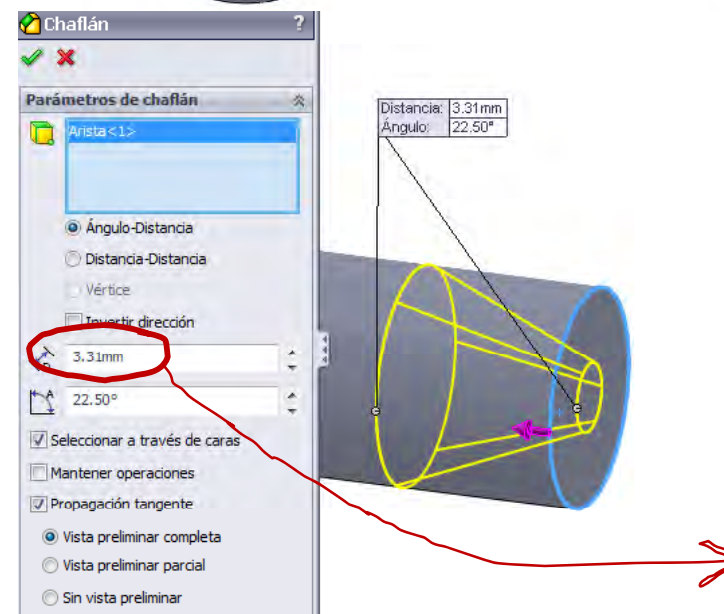 Chaflán ?
Parámetros de chaflán
Arista<1>
Ángulo-Distancia
Distancia-Distancia
Vértice
Invertir dirección
D 3.31mm
A 22.50°
Seleccionar a través de caras
Mantener operaciones
Propagación tangente
Vista preliminar completa
Vista preliminar parcial
Sin vista preliminar
Distancia: 3.31mm
Ángulo: 22.50°